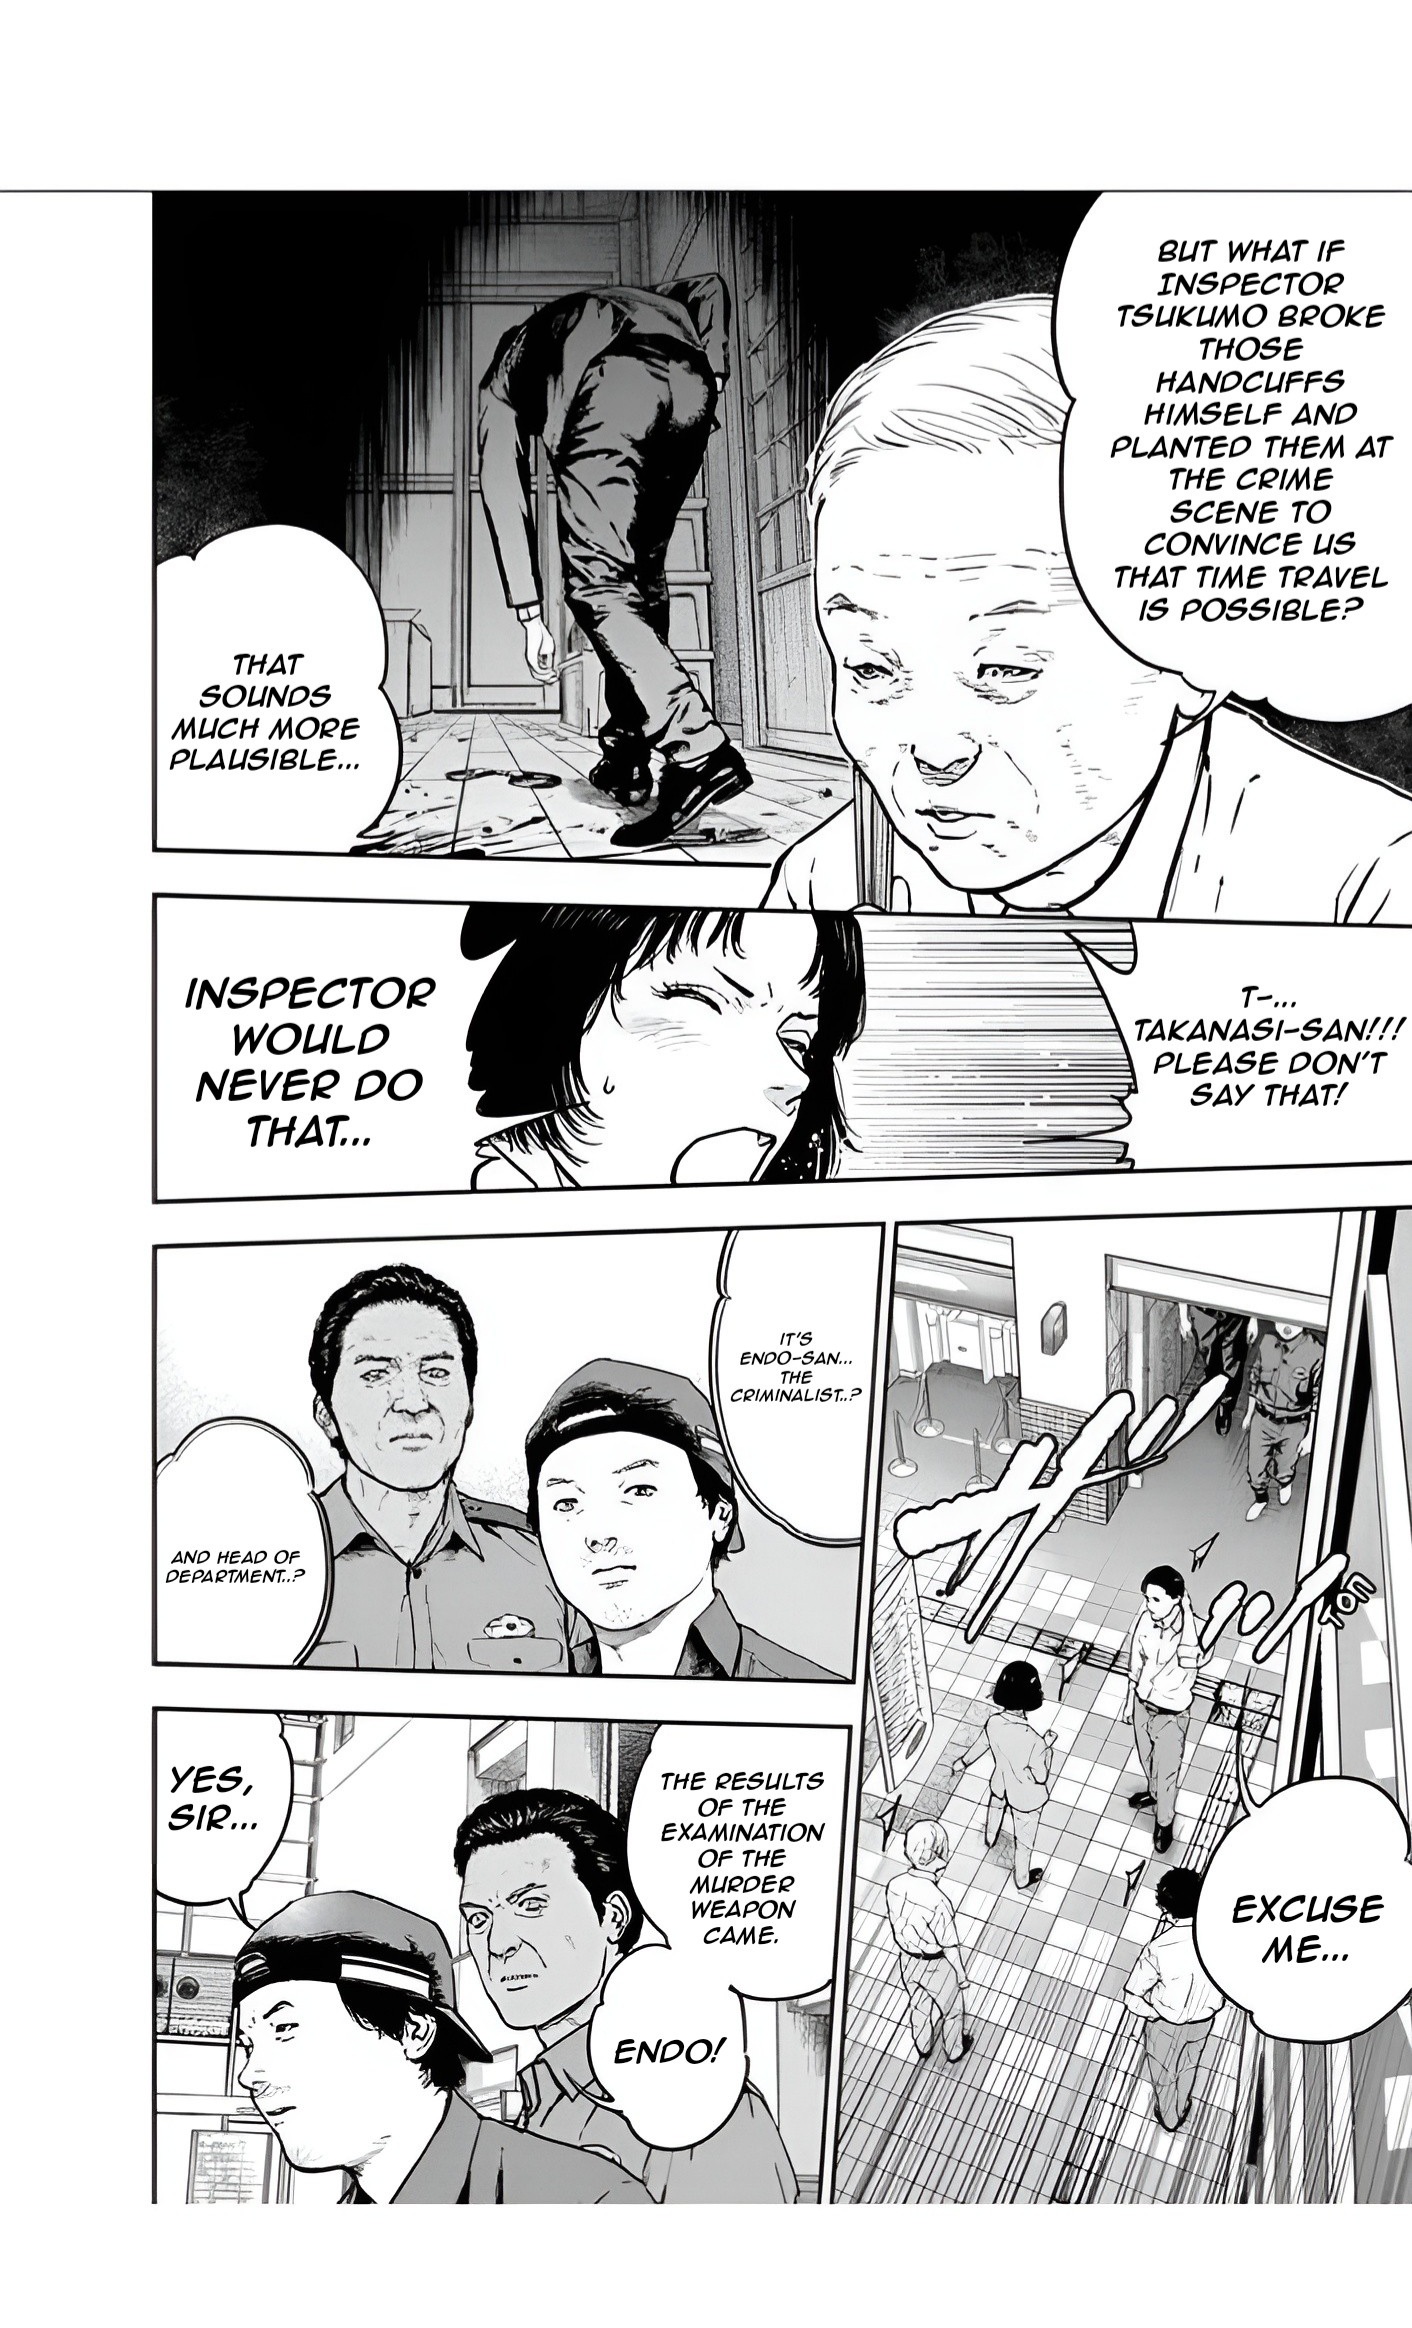 BUT WHAT IF
INSPECTOR
TSUKUMO BROKE
THOSE
HANDCUFFS
HIMSELF AND
PLANTED THEM AT
THE CRIME
SCENE TO
CONVINCE US
THAT TIME TRAVEL
IS POSSIBLE?
THAT
SOUNDS
MUCH MORE
PLAUSIBLE...
T-...
TAKANASI-SAN!!!
PLEASE DON'T
SAY THAT!
INSPECTOR
WOULD
NEVER DO
THAT...
ТОП
EXCUSE
ME...
IT'S
ENDO-SAN...
THE
CRIMINALIST..?
AND HEAD OF
DEPARTMENT..?
THE RESULTS
OF THE
EXAMINATION
OF THE
MURDER
WEAPON
CAME.
ENDO!
YES,
SIR...